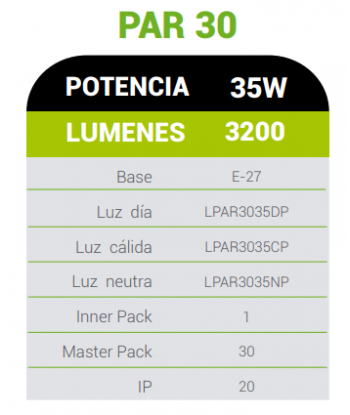 PAR 30
POTENCIA 35W
LUMENES 3200
Base E-27
Luz día LPAR3035DP
Luz cálida LPAR3035CP
Luz neutra LPAR3035NP
Inner Pack 1
Master Pack 30
IP 20